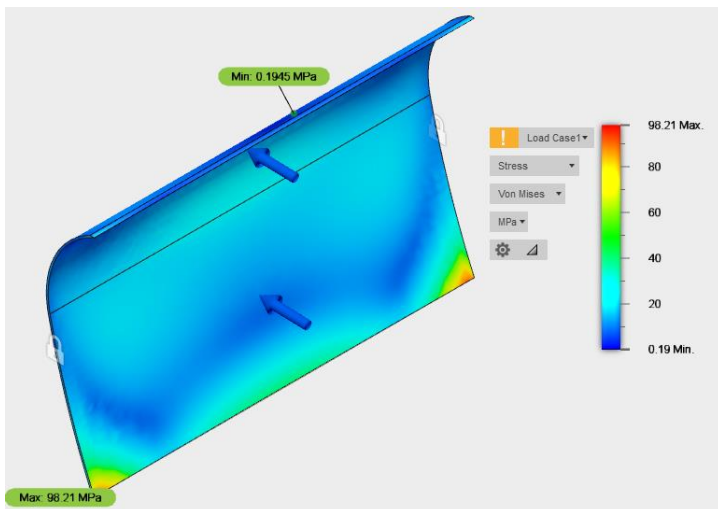 Min: 0.1945 MPa
! Load Case1
Stress
Von Mises
MPa
98.21 Max.
80
60
40
20
0.19 Min.
Max: 98.21 MPa